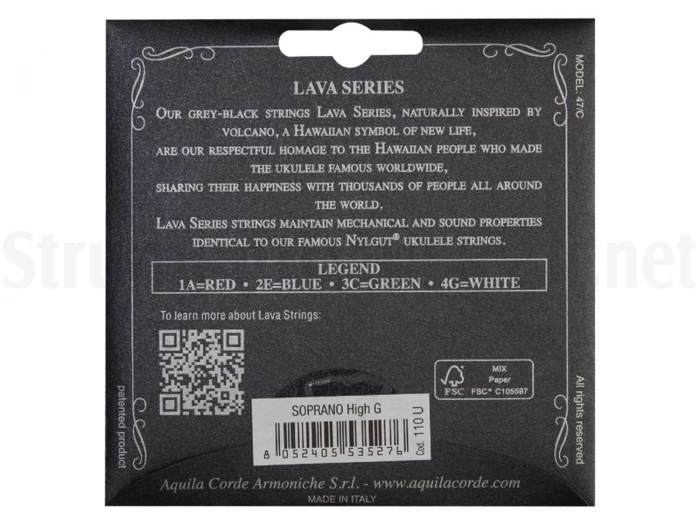 LAVA SERIES
OUR GREY-BLACK STRINGS LAVA SERIES, NATURALLY INSPIRED BY
VOLCANO, A HAWAIIAN SYMBOL OF NEW LIFE,
ARE OUR RESPECTFUL HOMAGE TO THE HAWAIIAN PEOPLE WHO MADE
THE UKULELE FAMOUS WORLDWIDE,
SHARING THEIR HAPPINESS WITH THOUSANDS OF PEOPLE ALL AROUND
THE WORLD.
LAVA SERIES STRINGS MAINTAIN MECHANICAL AND SOUND PROPERTIES
IDENTICAL TO OUR FAMOUS NYLGUT® UKULELE STRINGS.
LEGEND
1A=RED • 2E=BLUE • 3C=GREEN • 4G=WHITE
To learn more about Lava Strings:
MIX
Paper
FSC FSC® C105597
SOPRANO High G
8 052405 535276
Cod. 110 U
Aquila Corde Armoniche S.r.l. - www.aquilacorde.com
MADE IN ITALY
MODEL: 47/C
All rights reserved
patented product
.net